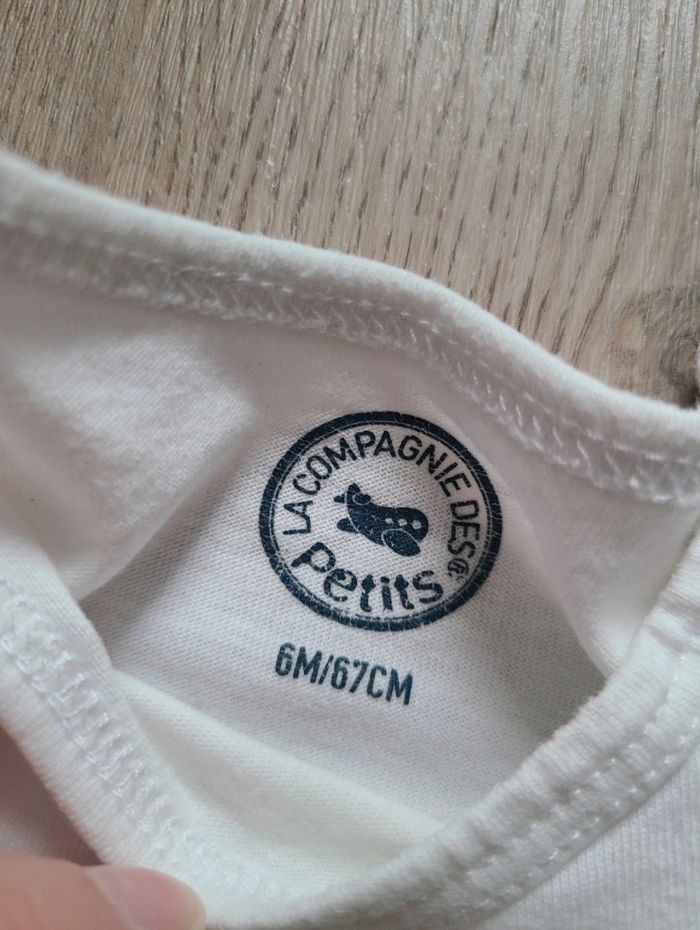 LA COMPAGNIE DES
Petits
6M/67CM